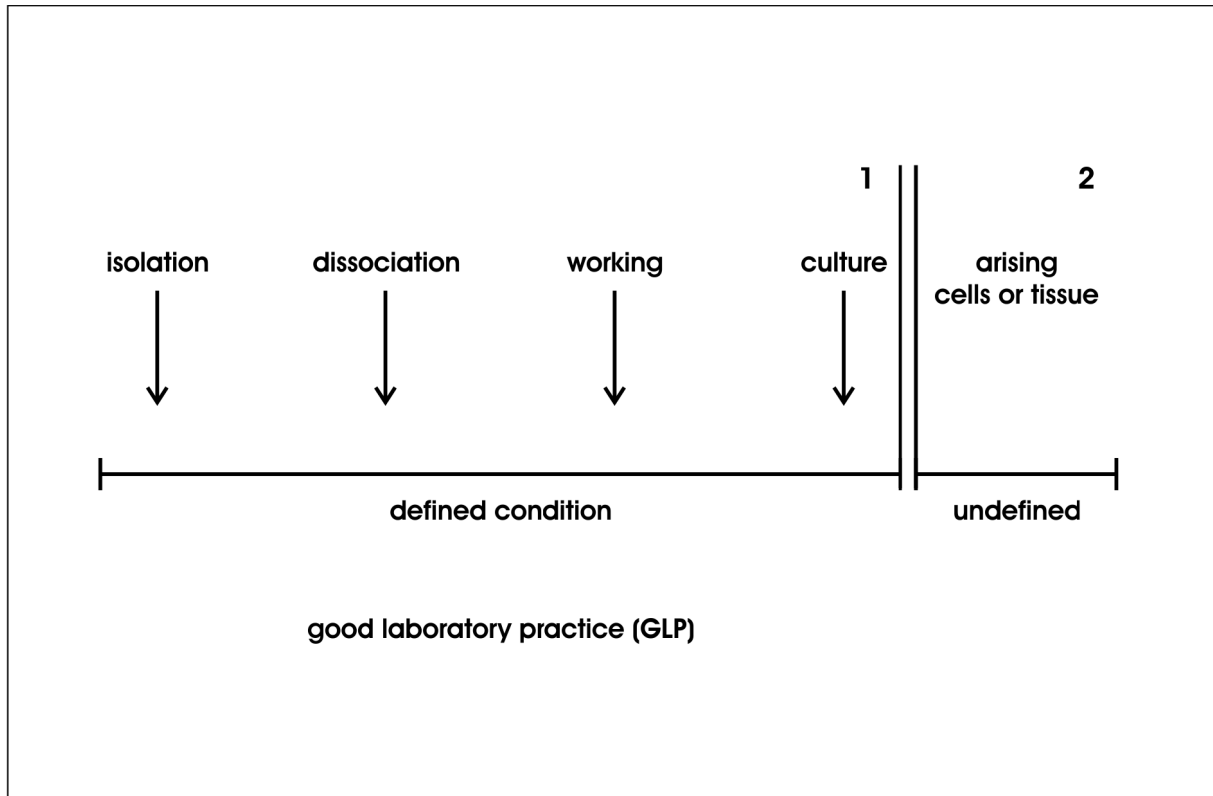 1
2
isolation
dissociation
working
culture
arising
cells or tissue
defined condition
undefined
good laboratory practice (GLP)